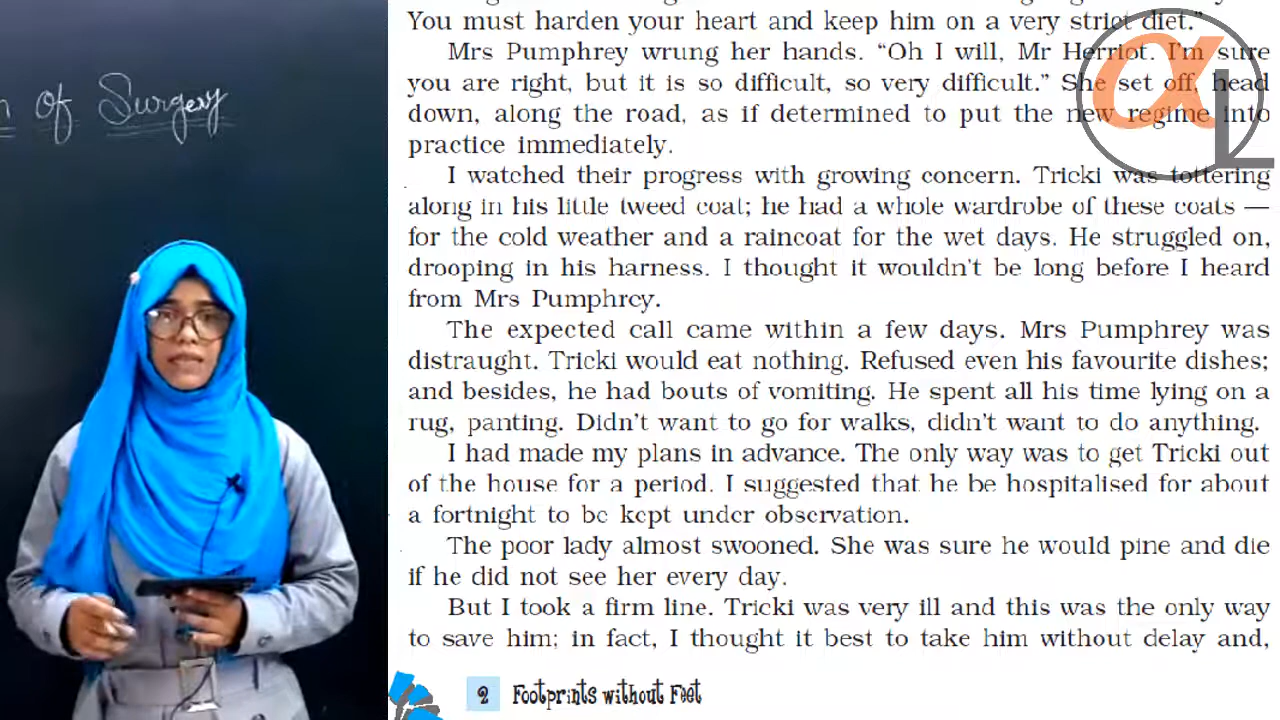 of Surgery
You must harden your heart and keep him on a very strict diet.”
Mrs Pumphrey wrung her hands. “Oh I will, Mr Herriot. I’m sure
you are right, but it is so difficult, so very difficult.” She set off, head
down, along the road, as if determined to put the new regime into
practice immediately.
I watched their progress with growing concern. Tricki was tottering
along in his little tweed coat; he had a whole wardrobe of these coats —
for the cold weather and a raincoat for the wet days. He struggled on,
drooping in his harness. I thought it wouldn’t be long before I heard
from Mrs Pumphrey.
The expected call came within a few days. Mrs Pumphrey was
distraught. Tricki would eat nothing. Refused even his favourite dishes;
and besides, he had bouts of vomiting. He spent all his time lying on a
rug, panting. Didn’t want to go for walks, didn’t want to do anything.
I had made my plans in advance. The only way was to get Tricki out
of the house for a period. I suggested that he be hospitalised for about
a fortnight to be kept under observation.
The poor lady almost swooned. She was sure he would pine and die
if he did not see her every day.
But I took a firm line. Tricki was very ill and this was the only way
to save him; in fact, I thought it best to take him without delay and,
2 Footprints without Feet
αL